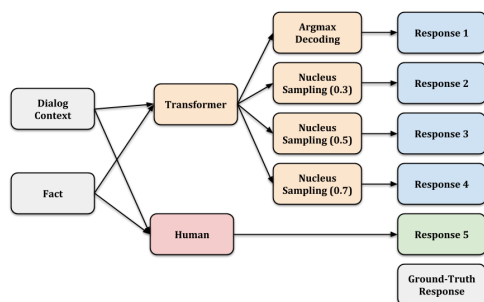 Argmax
Decoding
Response 1
Nucleus
Sampling (0.3)
Response 2
Dialog
Context
Transformer
Nucleus
Sampling (0.5)
Response 3
Fact
Nucleus
Sampling (0.7)
Response 4
Human
Response 5
Ground-Truth
Response